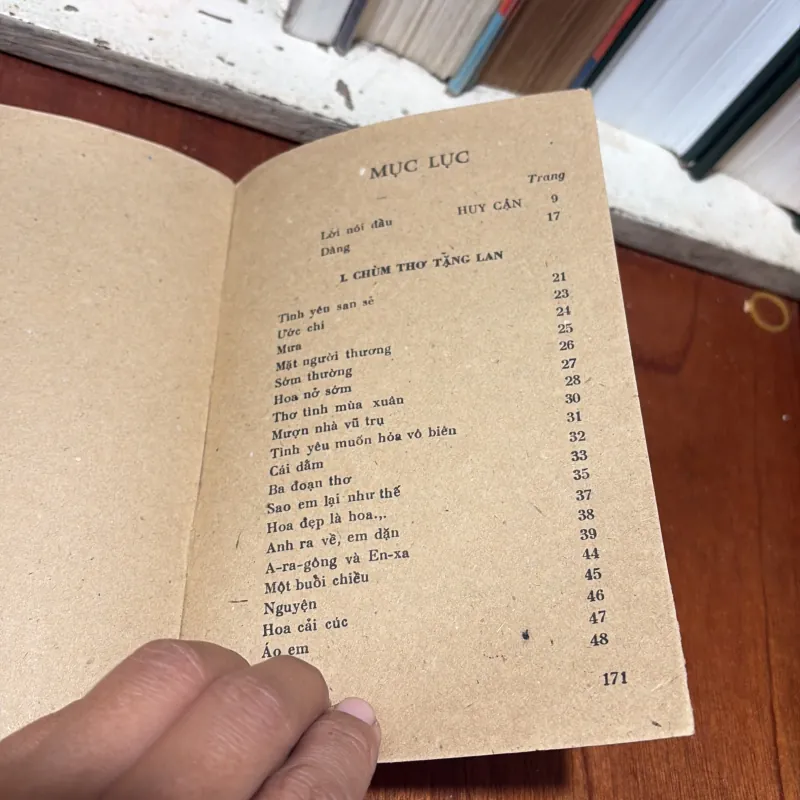 MỤC LỤC
Trang
Lời nói đầu HUY CẬN 9
Dâng 17
I. CHÙM THƠ TẶNG LAN
Tình yêu san sẻ 21
Ước chi 23
Mưa 24
Mặt người thương 25
Sớm thường 26
Hoa nở sớm 27
Thơ tình mùa xuân 28
Mượn nhà vũ trụ 30
Tình yêu muốn hóa vô biên 31
Cái dằm 32
Ba đoạn thơ 33
Sao em lại như thế 35
Hoa đẹp là hoa.,. 37
Anh ra về, em dặn 38
A-ra-gông và En-xa 39
Một buổi chiều 44
Nguyện 45
Hoa cải cúc 46
Áo em 47
48
171